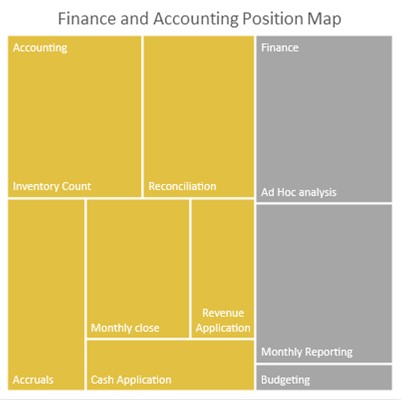 Finance and Accounting Position Map
Accounting
Finance
Inventory Count
Reconciliation
Ad Hoc analysis
Revenue
Application
Monthly close
Monthly Reporting
Accruals
Cash Application
Budgeting